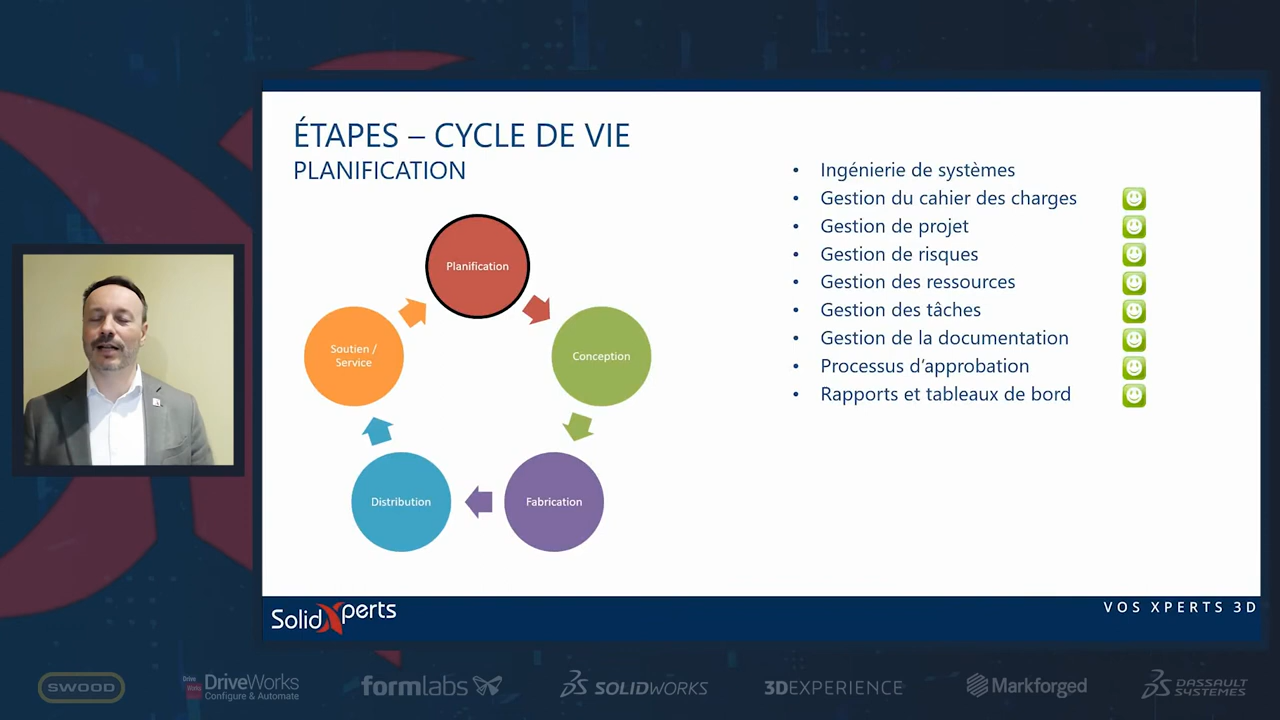 ÉTAPES – CYCLE DE VIE
PLANIFICATION
• Ingénierie de systèmes
• Gestion du cahier des charges
• Gestion de projet
• Gestion de risques
• Gestion des ressources
• Gestion des tâches
• Gestion de la documentation
• Processus d'approbation
• Rapports et tableaux de bord
Planification
Conception
Fabrication
Distribution
Soutien /
Service
SolidXperts
VOS XPERTS 3D
SWOOD
Drive
Works
DriveWorks
Configure & Automate
formlabs
SOLIDWORKS
3DEXPERIENCE
Markforged
DASSAULT
SYSTEMES